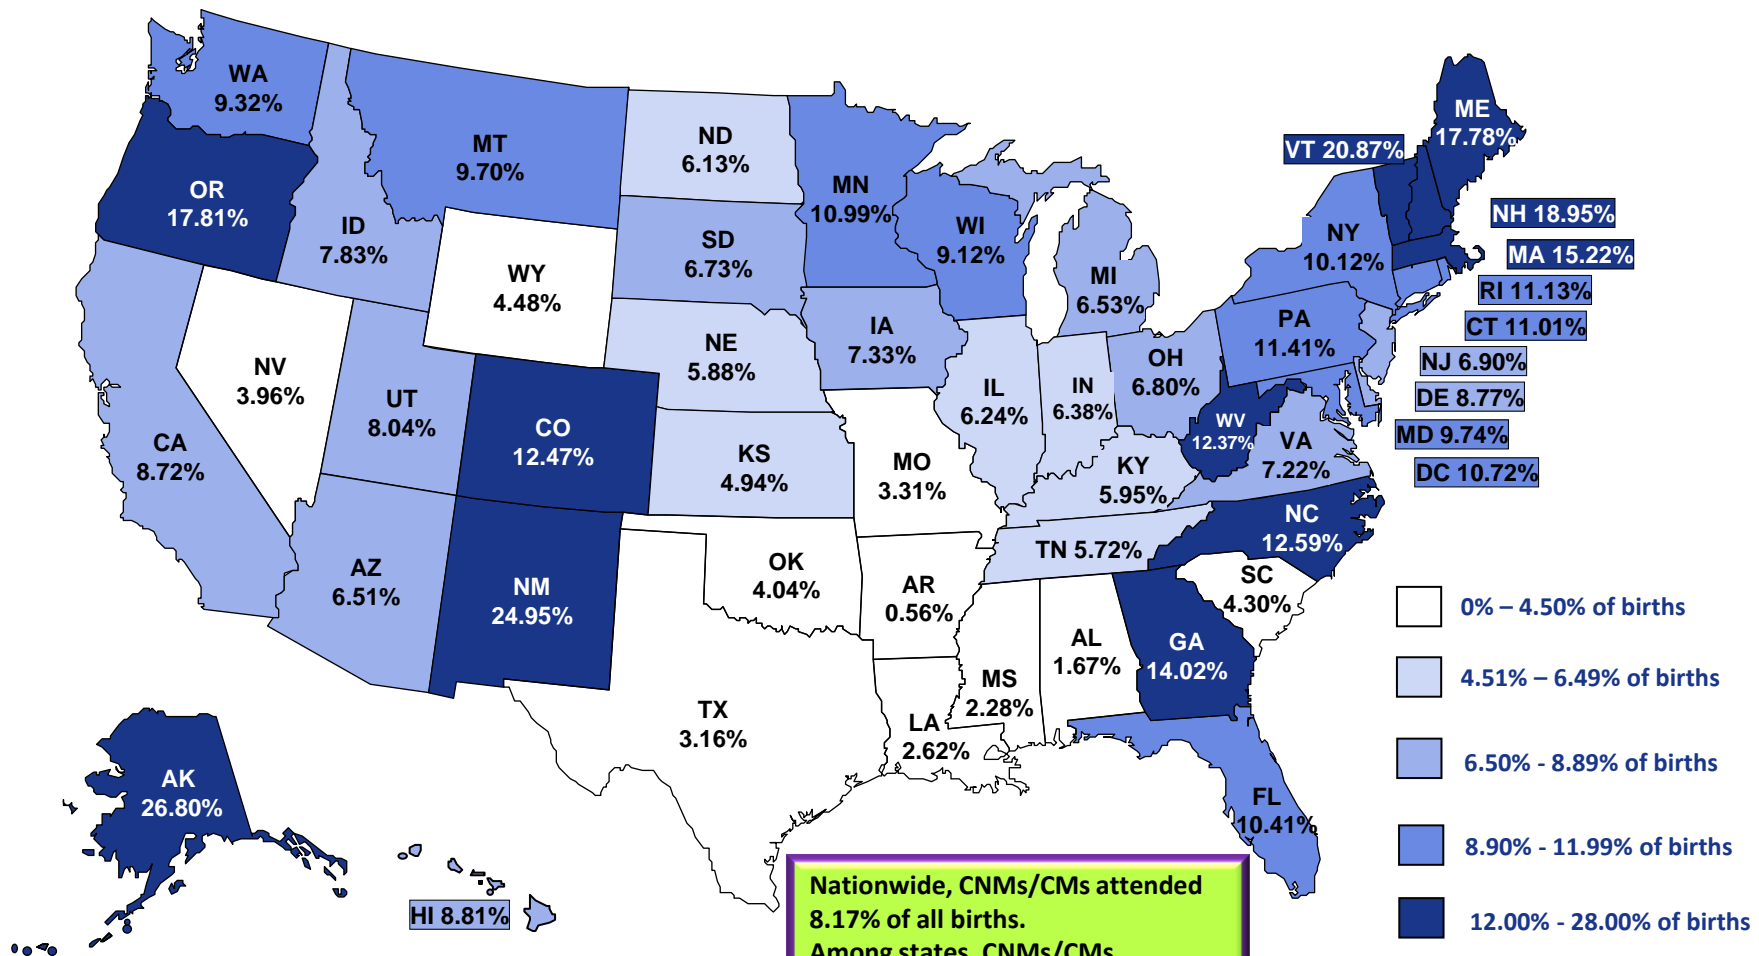 WA
9.32%
OR
17.81%
ID
7.83%
MT
9.70%
ND
6.13%
SD
6.73%
WY
4.48%
NE
5.88%
NV
3.96%
UT
8.04%
CO
12.47%
CA
8.72%
KS
4.94%
AZ
6.51%
NM
24.95%
OK
4.04%
TX
3.16%
MN
10.99%
WI
9.12%
IA
7.33%
MO
3.31%
AR
0.56%
LA
2.62%
MS
2.28%
AL
1.67%
IL
6.24%
IN
6.38%
MI
6.53%
OH
6.80%
KY
5.95%
TN 5.72%
WV
12.37%
VA
7.22%
NC
12.59%
SC
4.30%
GA
14.02%
FL
10.41%
PA
11.41%
NY
10.12%
VT 20.87%
ME
17.78%
NH 18.95%
MA 15.22%
RI 11.13%
CT 11.01%
NJ 6.90%
DE 8.77%
MD 9.74%
DC 10.72%
AK
26.80%
HI 8.81%
0% – 4.50% of births
4.51% – 6.49% of births
6.50% - 8.89% of births
8.90% - 11.99% of births
12.00% - 28.00% of births
Nationwide, CNMs/CMs attended
8.17% of all births.
Among states, CNMs/CMs